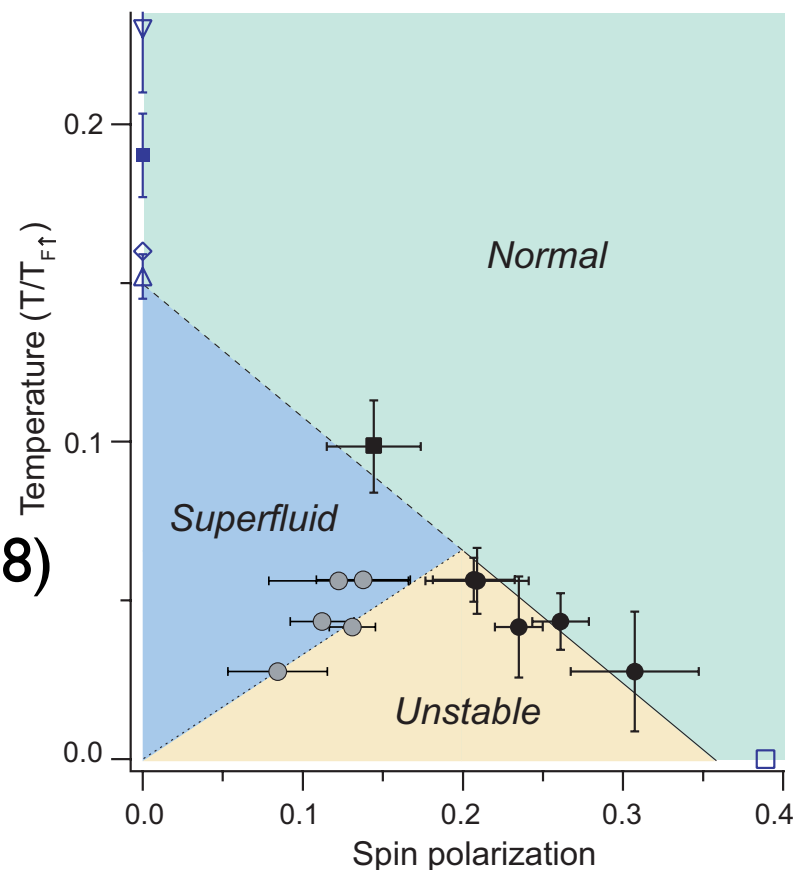 Temperature (T/T_F↑)
0.2
Normal
0.1
Superfluid
8)
Unstable
0.0
0.0 0.1 0.2 0.3 0.4
Spin polarization